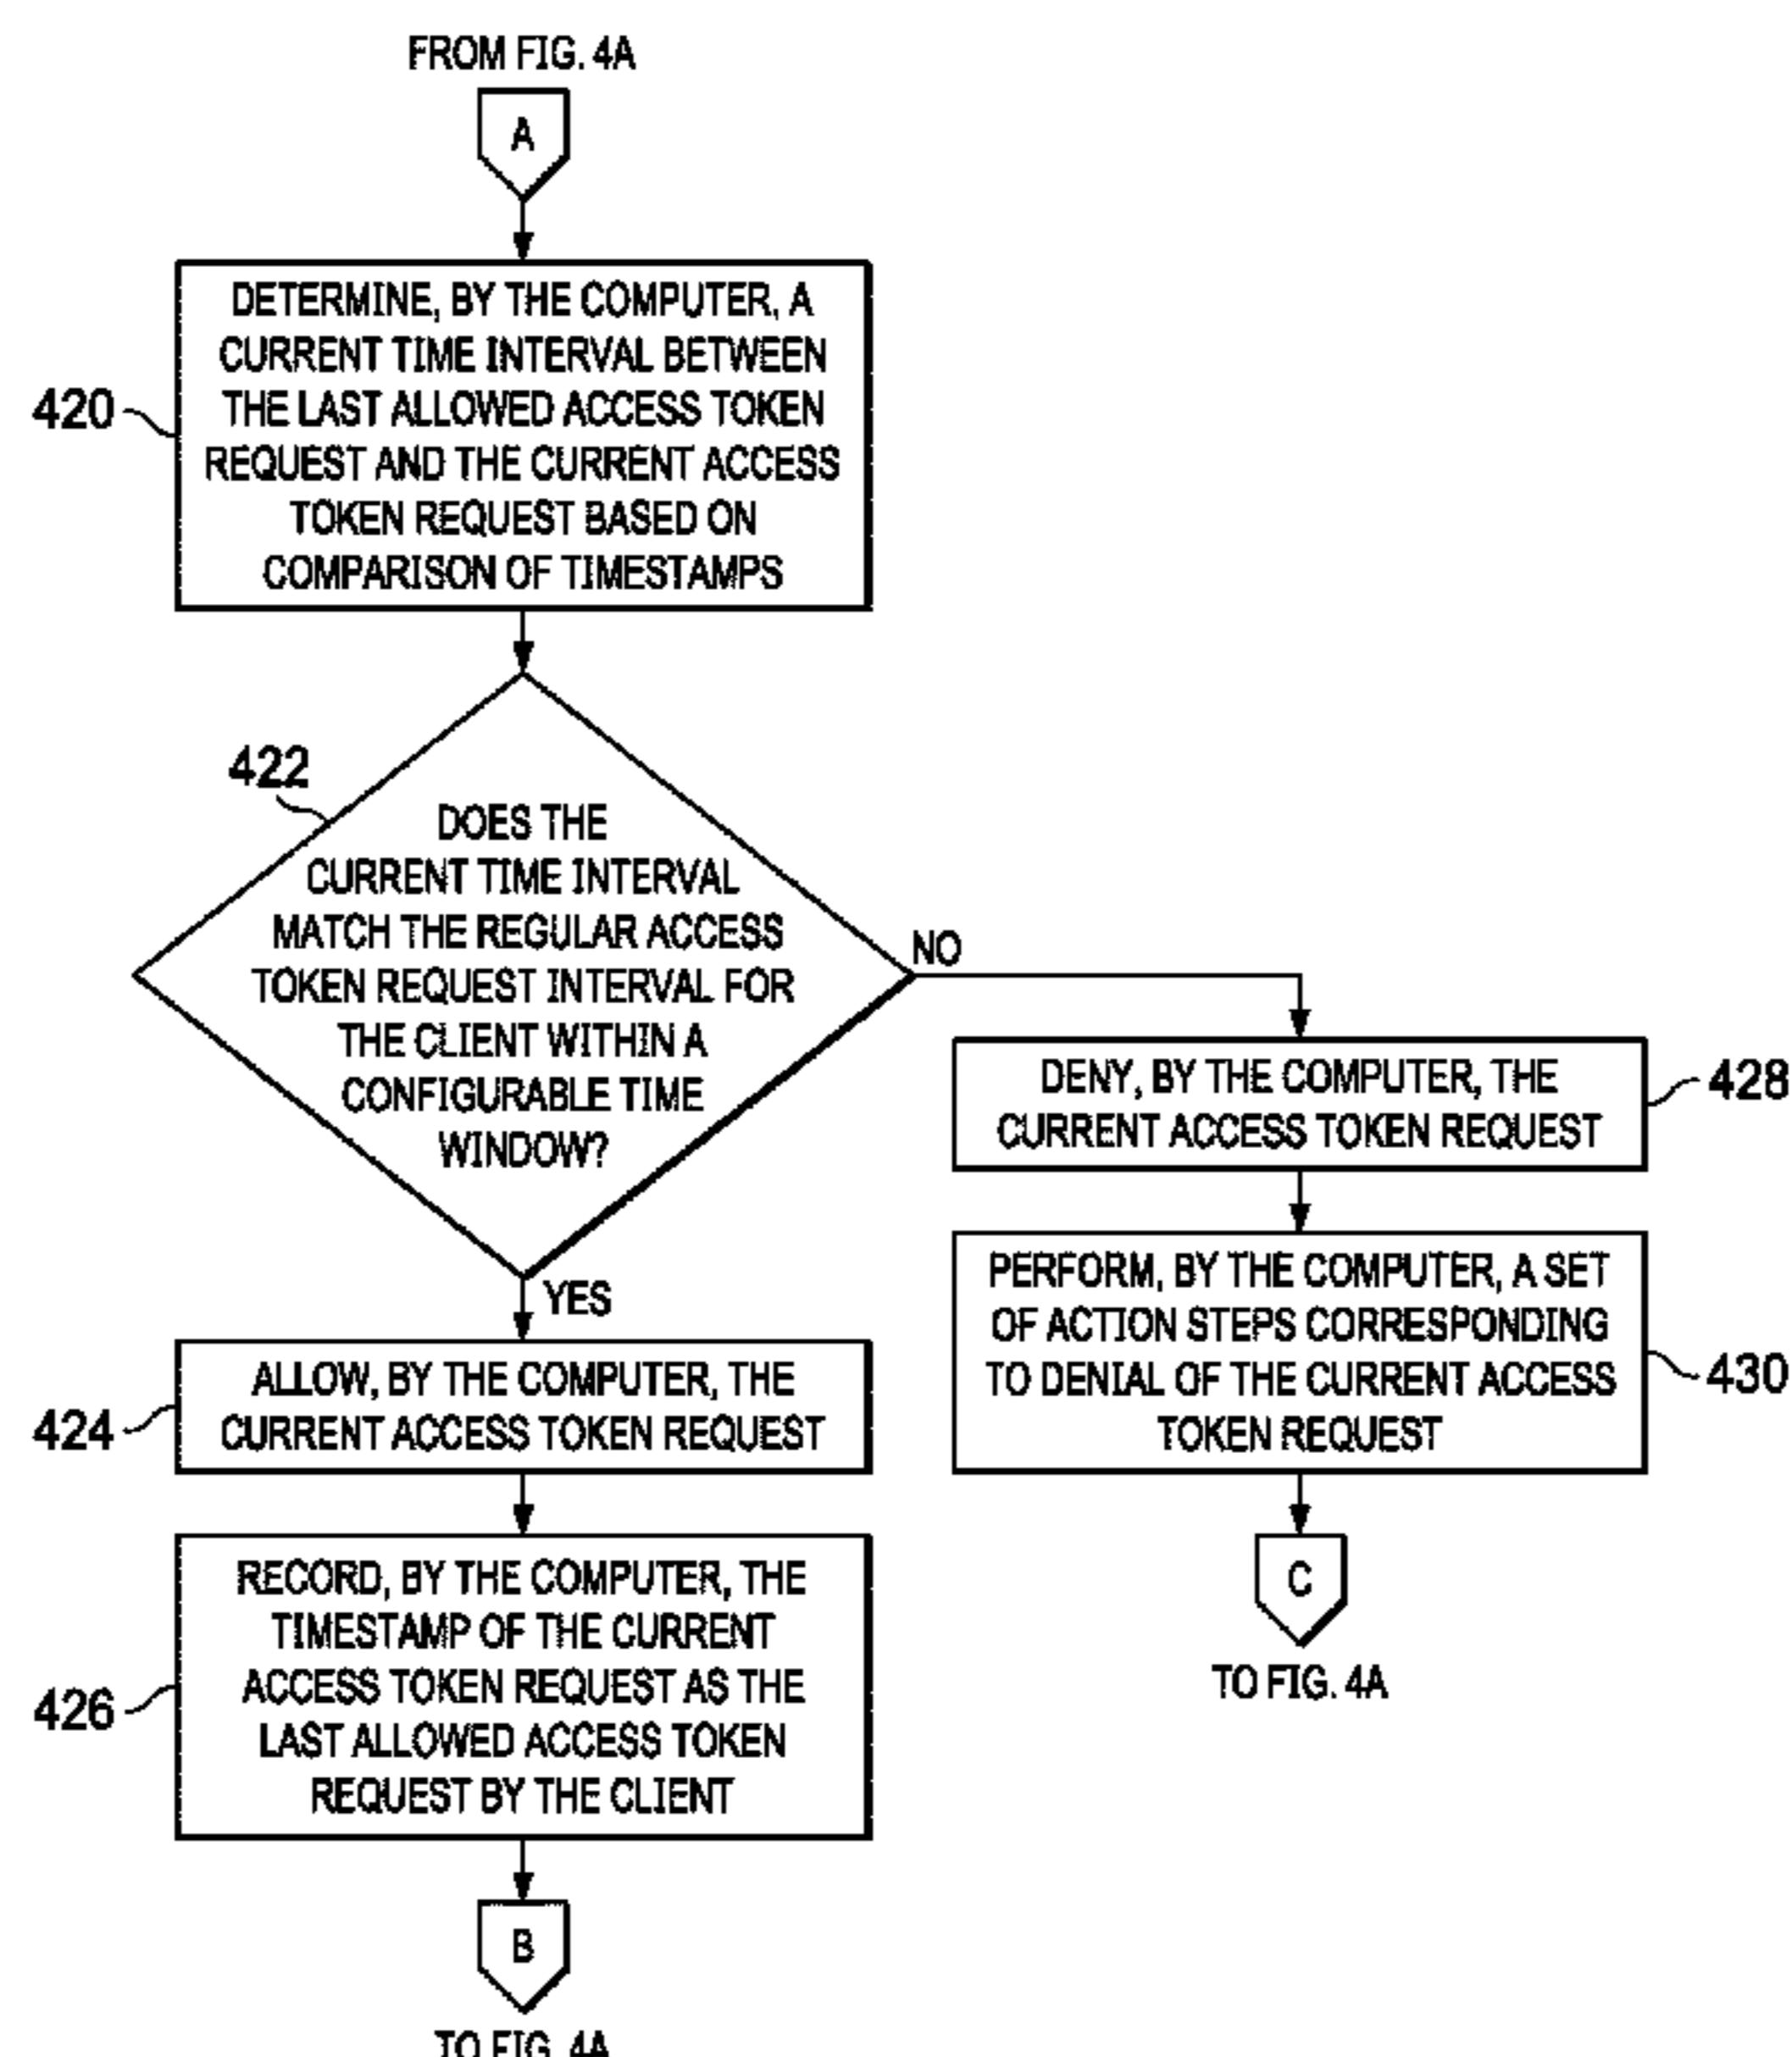 FROM FIG. 4A
A
DETERMINE, BY THE COMPUTER, A
CURRENT TIME INTERVAL BETWEEN
THE LAST ALLOWED ACCESS TOKEN
REQUEST AND THE CURRENT ACCESS
TOKEN REQUEST BASED ON
COMPARISON OF TIMESTAMPS
420
422
DOES THE
CURRENT TIME INTERVAL
MATCH THE REGULAR ACCESS
TOKEN REQUEST INTERVAL FOR
THE CLIENT WITHIN A
CONFIGURABLE TIME
WINDOW?
NO
YES
DENY, BY THE COMPUTER, THE
CURRENT ACCESS TOKEN REQUEST
428
PERFORM, BY THE COMPUTER, A SET
OF ACTION STEPS CORRESPONDING
TO DENIAL OF THE CURRENT ACCESS
TOKEN REQUEST
430
C
TO FIG. 4A
ALLOW, BY THE COMPUTER, THE
CURRENT ACCESS TOKEN REQUEST
424
RECORD, BY THE COMPUTER, THE
TIMESTAMP OF THE CURRENT
ACCESS TOKEN REQUEST AS THE
LAST ALLOWED ACCESS TOKEN
REQUEST BY THE CLIENT
426
B
TO FIG. 4A